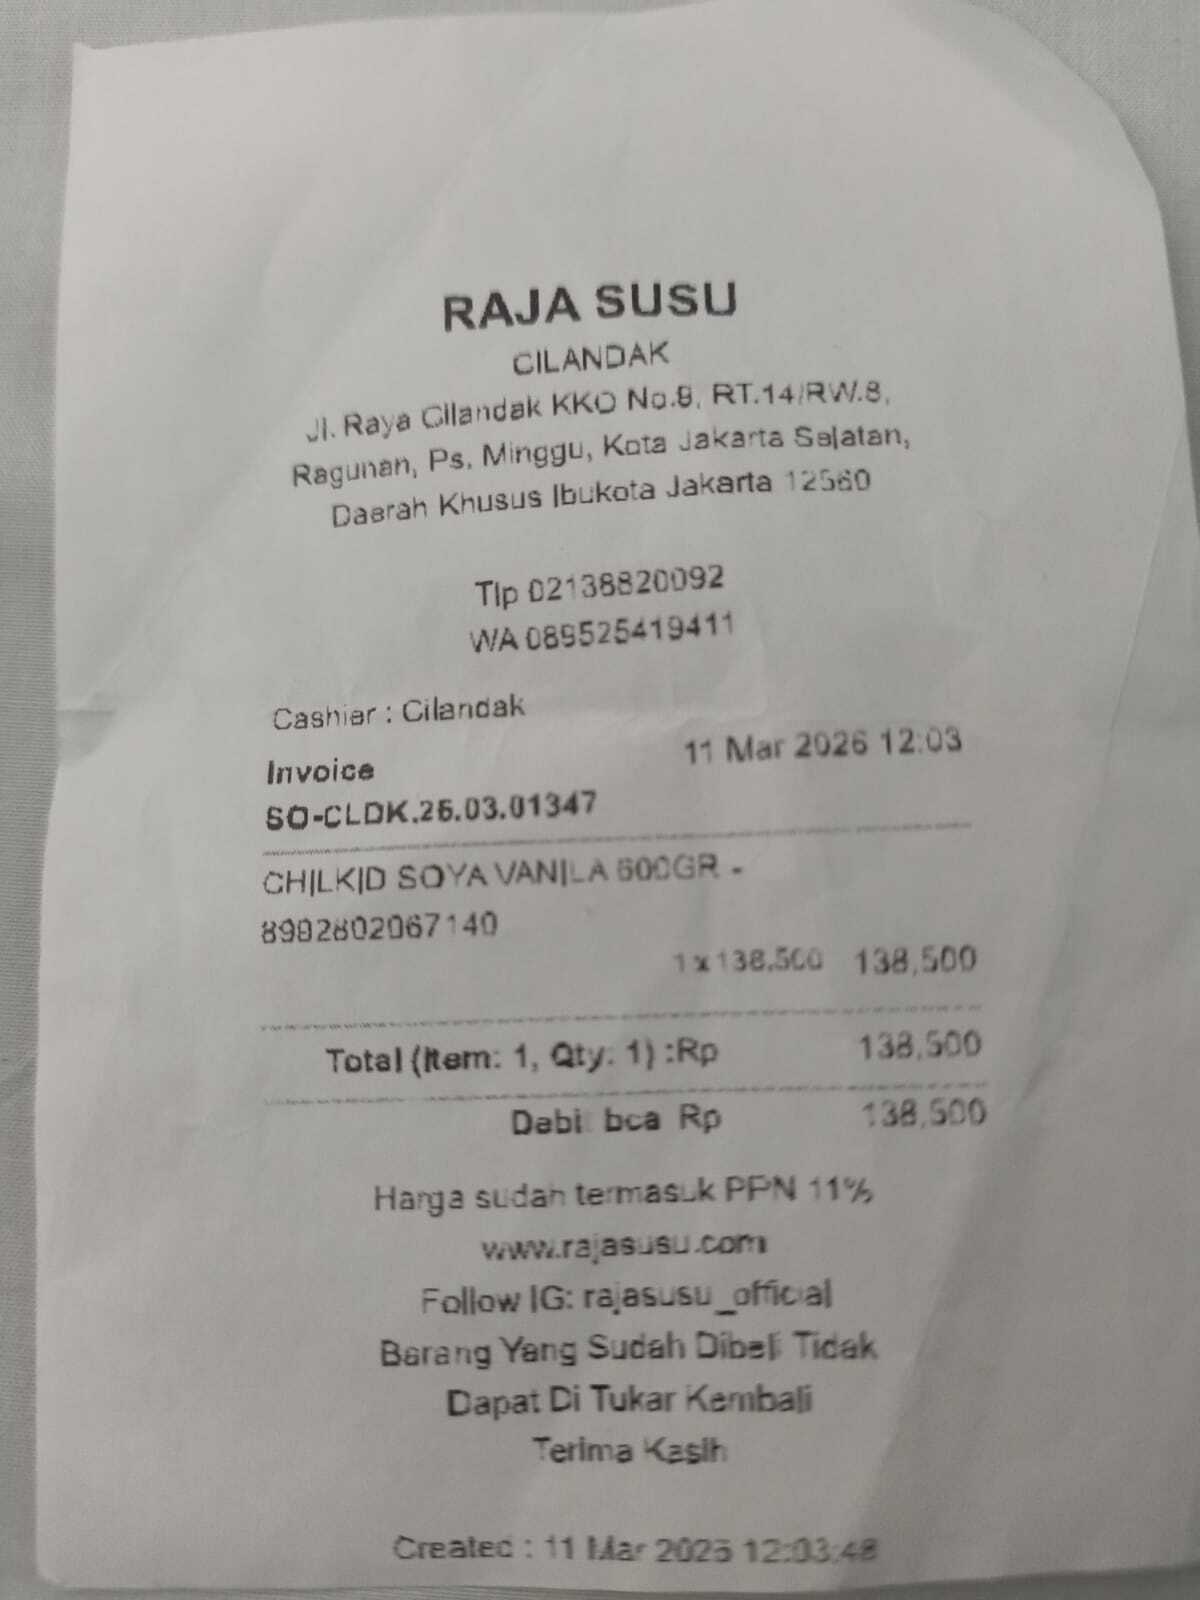 RAJA SUSU
CILANDAK
Jl. Raya Cilandak KKO No.8, RT.14/RW.8,
Ragunan, Ps. Minggu, Kota Jakarta Selatan,
Daerah Khusus Ibukota Jakarta 12560
Tlp 02138820092
WA 089525419411
Cashier : Cilandak
Invoice 11 Mar 2026 12:03
SO-CLDK.26.03.01347
CHILKID SOYA VANILA 600GR -
8992802067140
1 x 138,500 138,500
Total (Item: 1, Qty: 1) :Rp 138,500
Debit bca Rp 138,500
Harga sudah termasuk PPN 11%
www.rajasusu.com
Follow IG: rajasusu_official
Barang Yang Sudah Dibeli Tidak
Dapat Di Tukar Kembali
Terima Kasih
Created : 11 Mar 2026 12:03:48